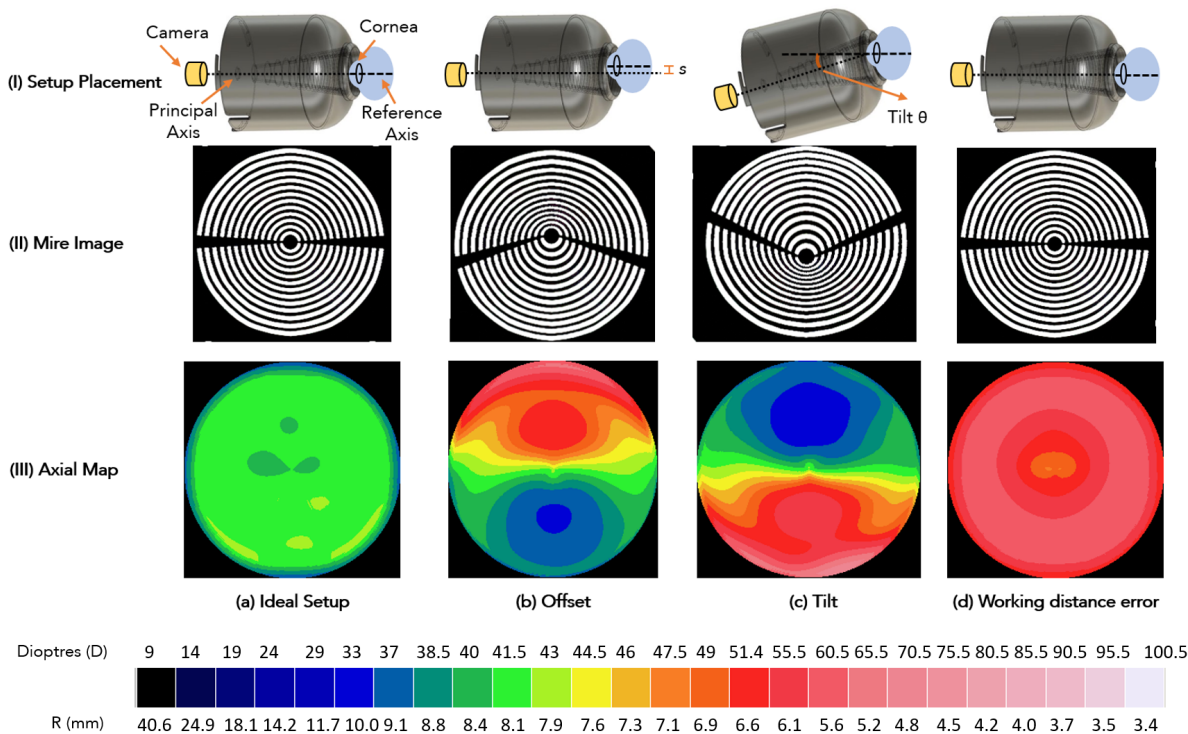 Camera
Cornea
(I) Setup Placement
s
Principal
Axis
Reference
Axis
Tilt θ
(II) Mire Image
(III) Axial Map
(a) Ideal Setup
(b) Offset
(c) Tilt
(d) Working distance error
Dioptres (D) 9 14 19 24 29 33 37 38.5 40 41.5 43 44.5 46 47.5 49 51.4 55.5 60.5 65.5 70.5 75.5 80.5 85.5 90.5 95.5 100.5
R (mm) 40.6 24.9 18.1 14.2 11.7 10.0 9.1 8.8 8.4 8.1 7.9 7.6 7.3 7.1 6.9 6.6 6.1 5.6 5.2 4.8 4.5 4.2 4.0 3.7 3.5 3.4